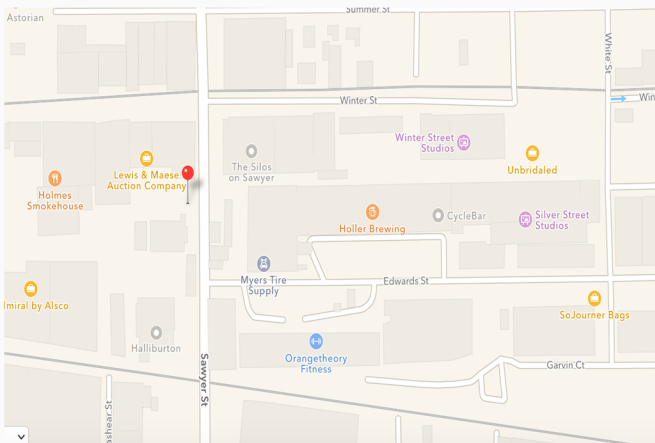 Summer St
Astorian
White St
Winter St
Win
Winter Street
Studios
The Silos
on Sawyer
Lewis & Maese
Auction Company
Unbridaled
Holmes
Smokehouse
Holler Brewing
CycleBar
Silver Street
Studios
Myers Tire
Supply
Edwards St
lmiral by Alsco
SoJourner Bags
Halliburton
Orangetheory
Fitness
Sawyer St
Garvin Ct
ashear St